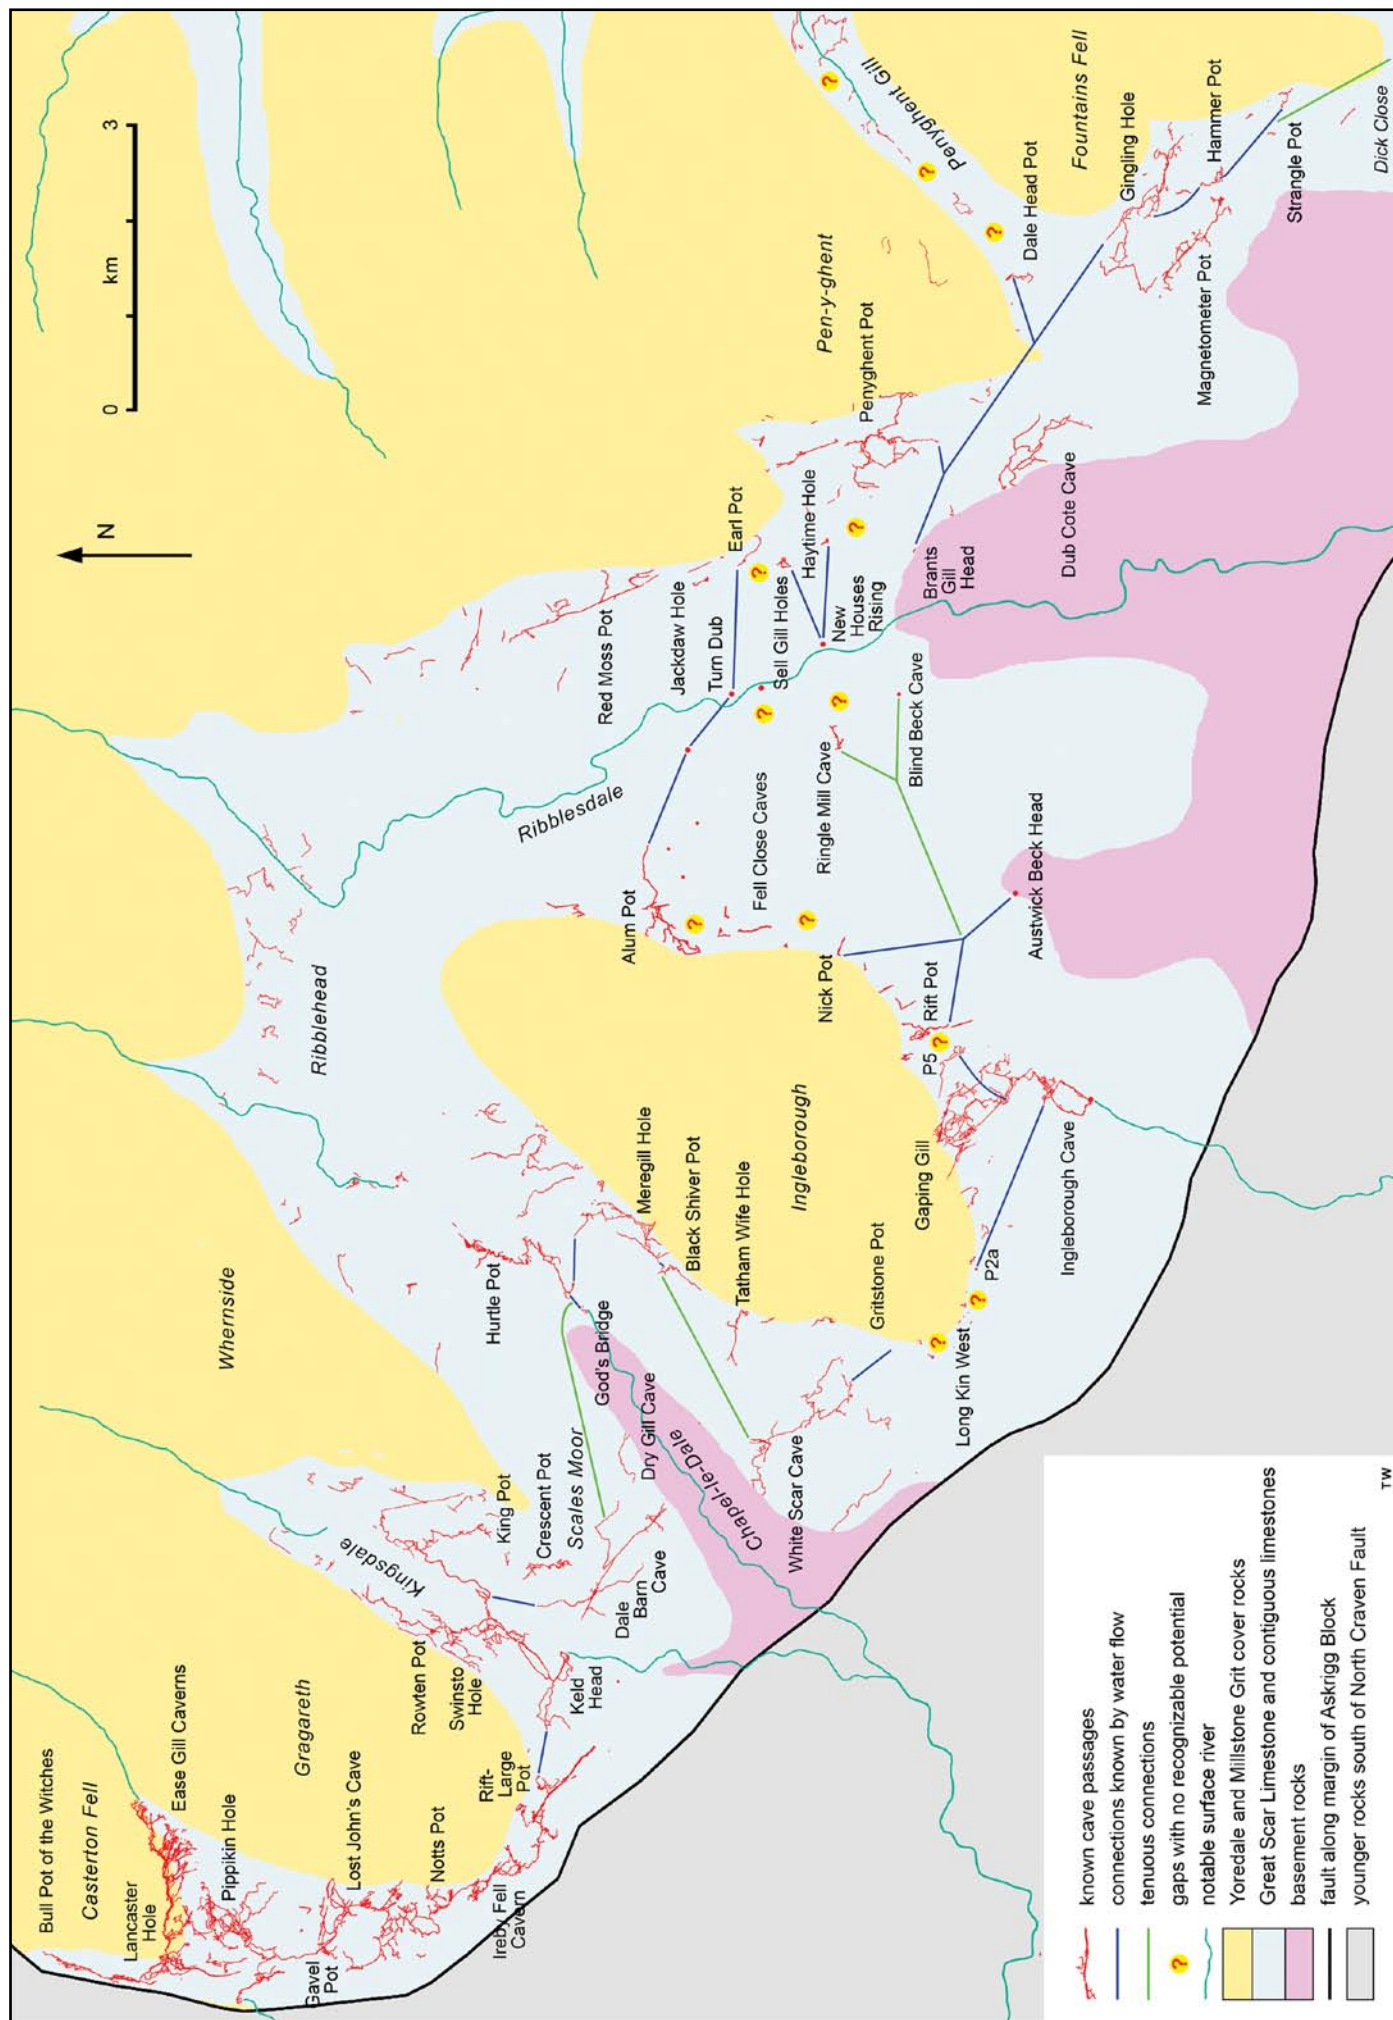 Bull Pot of the Witches
Casterton Fell
Lancaster
Hole
Ease Gill Caverns
Pippikin Hole
Gavel
Pot
Gragareth
Lost John's Cave
Notts Pot
Ireby Fell
Cavern
Rift-
Large
Pot
Rowten Pot
Swinsto
Hole
Keld
Head
Kingsdale
King Pot
Crescent Pot
Scales Moor
Dale
Barn
Cave
Dry Gill Cave
Chapel-le-Dale
White Scar Cave
Whernside
Hurtle Pot
God's Bridge
Meregill Hole
Black Shiver Pot
Tatham Wife Hole
Ingleborough
Gritstone Pot
Long Kin West
P2a
Gaping Gill
Ingleborough Cave
P5
Rift Pot
Nick Pot
Austwick Beck Head
Ribblehead
Alum Pot
Fell Close Caves
Ringle Mill Cave
Blind Beck Cave
Ribblesdale
Red Moss Pot
Jackdaw Hole
Turn Dub
Sell Gill Holes
Earl Pot
Haytime Hole
New
Houses
Rising
Brants
Gill
Head
Dub Cote Cave
N
Pen-y-ghent
Penyghent Pot
Magnetometer Pot
Dale Head Pot
Penyghent Gill
Fountains Fell
Gingling Hole
Hammer Pot
Strangle Pot
Dick Close
0 km 3
?
?
?
?
?
?
?
?
?
?
?
?
known cave passages
connections known by water flow
tenuous connections
? gaps with no recognizable potential
notable surface river
Yoredale and Millstone Grit cover rocks
Great Scar Limestone and contiguous limestones
basement rocks
fault along margin of Askrigg Block
younger rocks south of North Craven Fault
TW